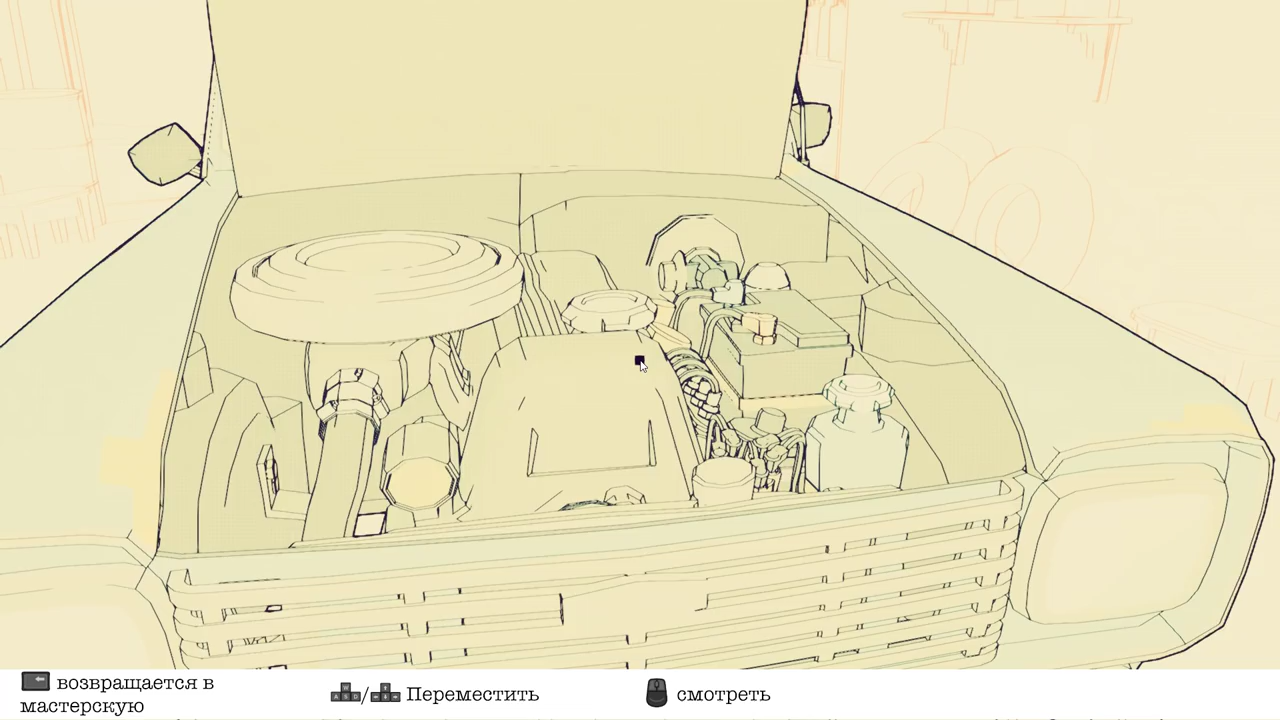 возвращается в
мастерскую
Переместить
смотреть